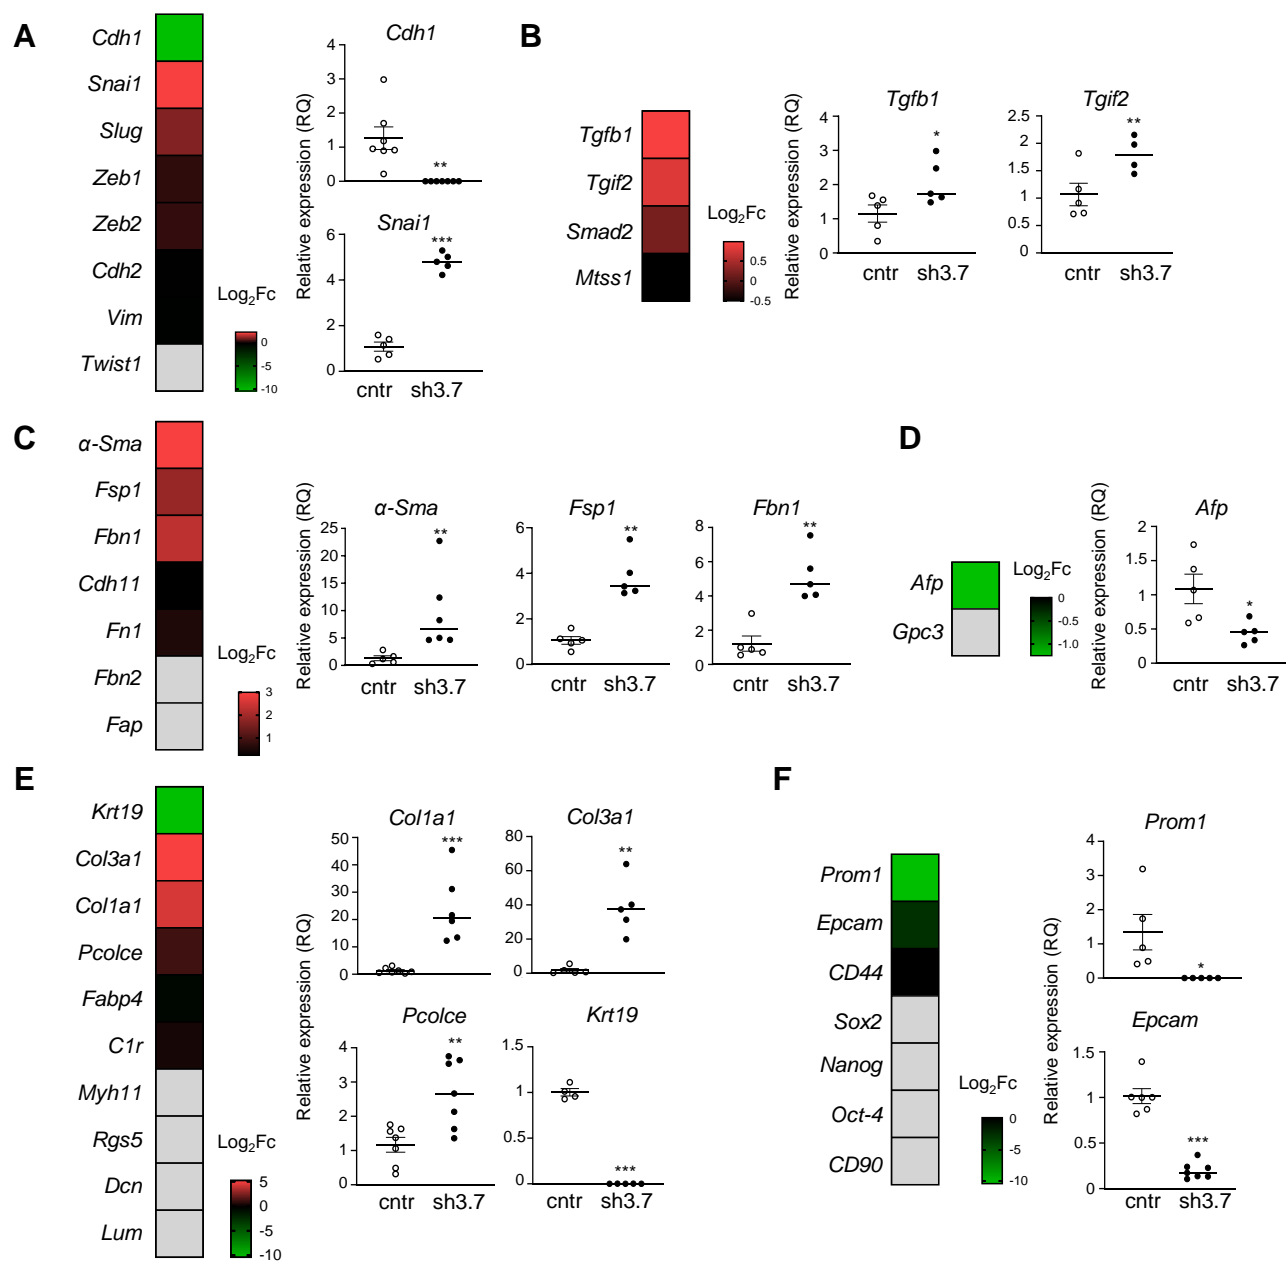 A
Cdh1
Snai1
Slug
Zeb1
Zeb2
Cdh2
Vim
Twist1
Log2Fc
0
-5
-10
Relative expression (RQ)
Cdh1
4
3
2
1
0
**
Snai1
6
4
2
0
***
cntr sh3.7
B
Tgfb1
Tgif2
Smad2
Mtss1
Log2Fc
0.5
0
-0.5
Relative expression (RQ)
Tgfb1
4
3
2
1
0
*
cntr sh3.7
Tgif2
2.5
2
1.5
1
0.5
0
**
cntr sh3.7
C
α-Sma
Fsp1
Fbn1
Cdh11
Fn1
Fbn2
Fap
Log2Fc
3
2
1
Relative expression (RQ)
α-Sma
25
20
15
10
5
0
**
cntr sh3.7
Fsp1
6
4
2
0
**
cntr sh3.7
Fbn1
8
6
4
2
0
**
cntr sh3.7
D
Afp
Gpc3
Log2Fc
0
-0.5
-1.0
Relative expression (RQ)
Afp
2
1.5
1
0.5
0
*
cntr sh3.7
E
Krt19
Col3a1
Col1a1
Pcolce
Fabp4
C1r
Myh11
Rgs5
Dcn
Lum
Log2Fc
5
0
-5
-10
Relative expression (RQ)
Col1a1
50
40
30
20
10
0
***
Col3a1
80
60
40
20
0
**
Pcolce
4
3
2
1
0
**
cntr sh3.7
Krt19
1.5
1
0.5
0
***
cntr sh3.7
F
Prom1
Epcam
CD44
Sox2
Nanog
Oct-4
CD90
Log2Fc
0
-5
-10
Relative expression (RQ)
Prom1
4
3
2
1
0
*
Epcam
1.5
1
0.5
0
***
cntr sh3.7